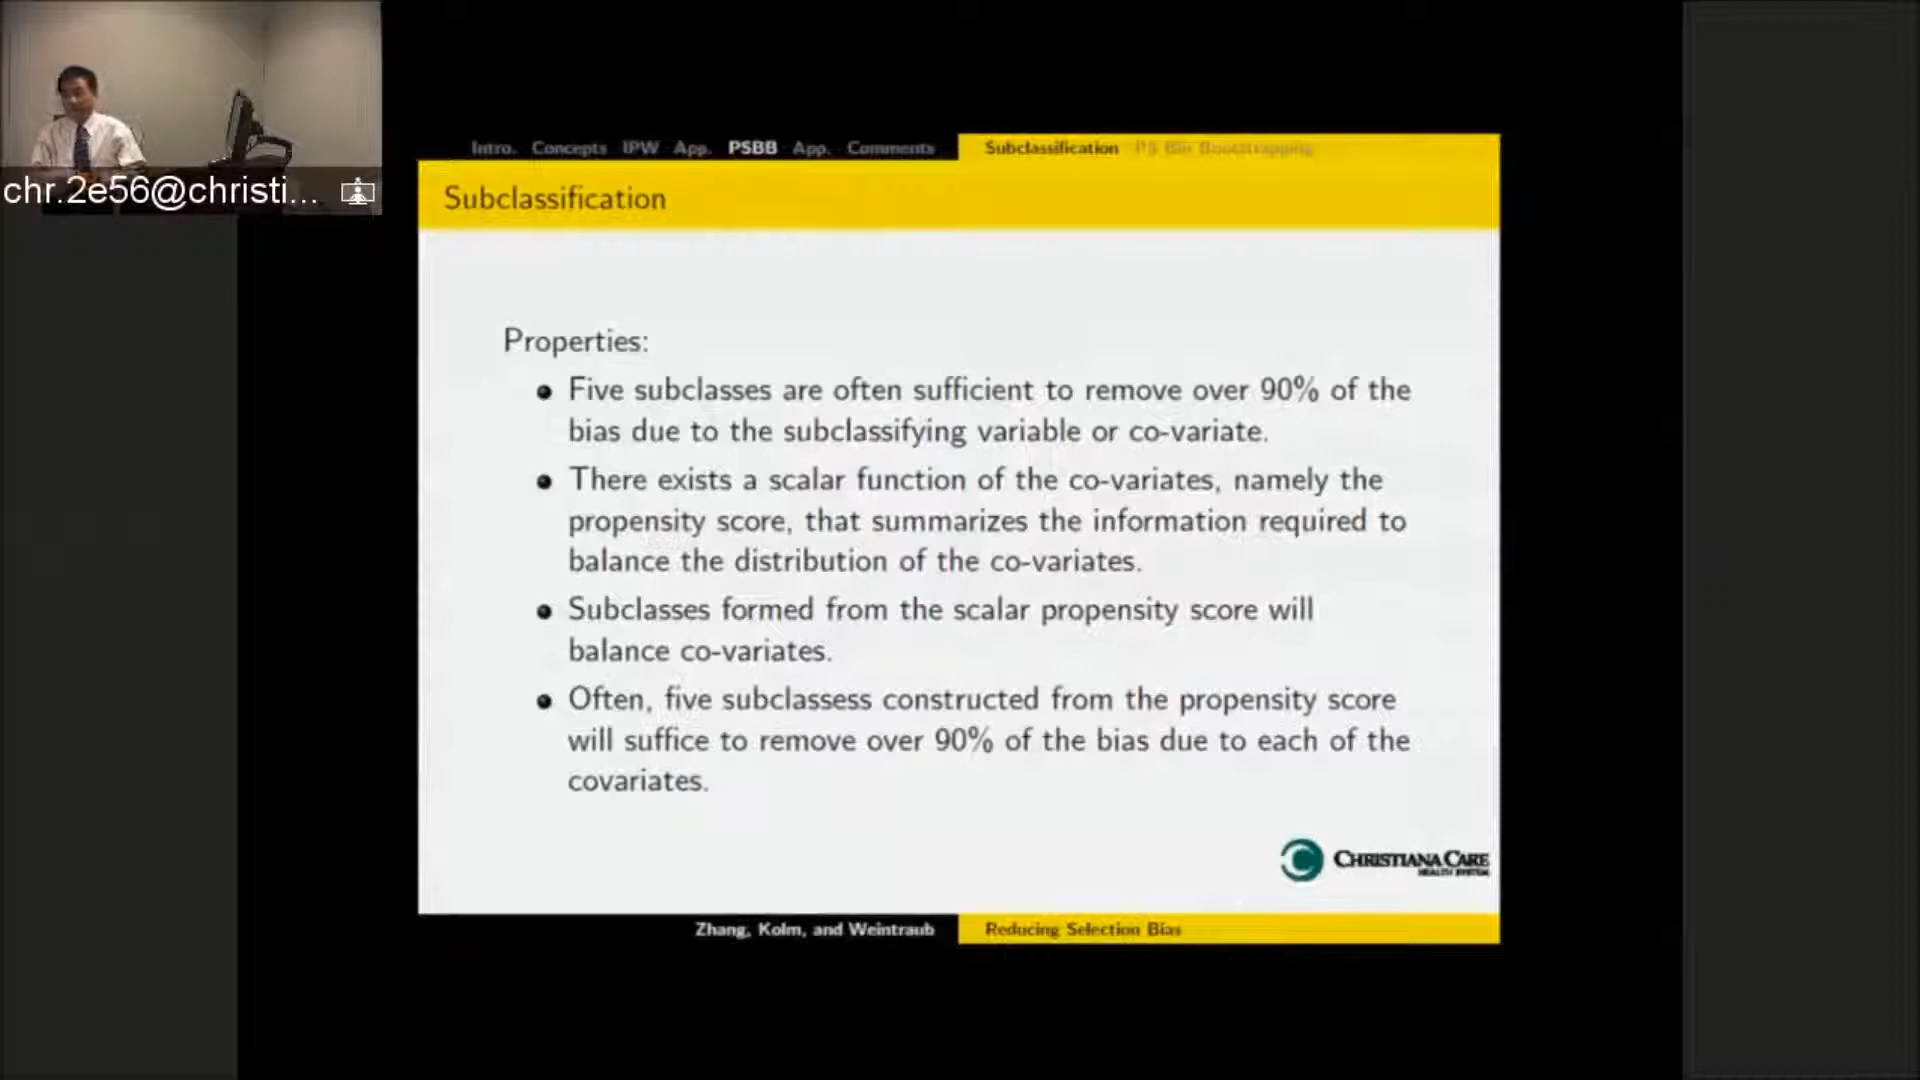 chr.2e56@christi...
Intro. Concepts IPW App. PSBB App. Comments Subclassification PS Bin Bootstrapping
Subclassification
Properties:
Five subclasses are often sufficient to remove over 90% of the
bias due to the subclassifying variable or co-variate.
There exists a scalar function of the co-variates, namely the
propensity score, that summarizes the information required to
balance the distribution of the co-variates.
Subclasses formed from the scalar propensity score will
balance co-variates.
Often, five subclassess constructed from the propensity score
will suffice to remove over 90% of the bias due to each of the
covariates.
CHRISTIANA CARE
HEALTH SYSTEM
Zhang, Kolm, and Weintraub Reducing Selection Bias